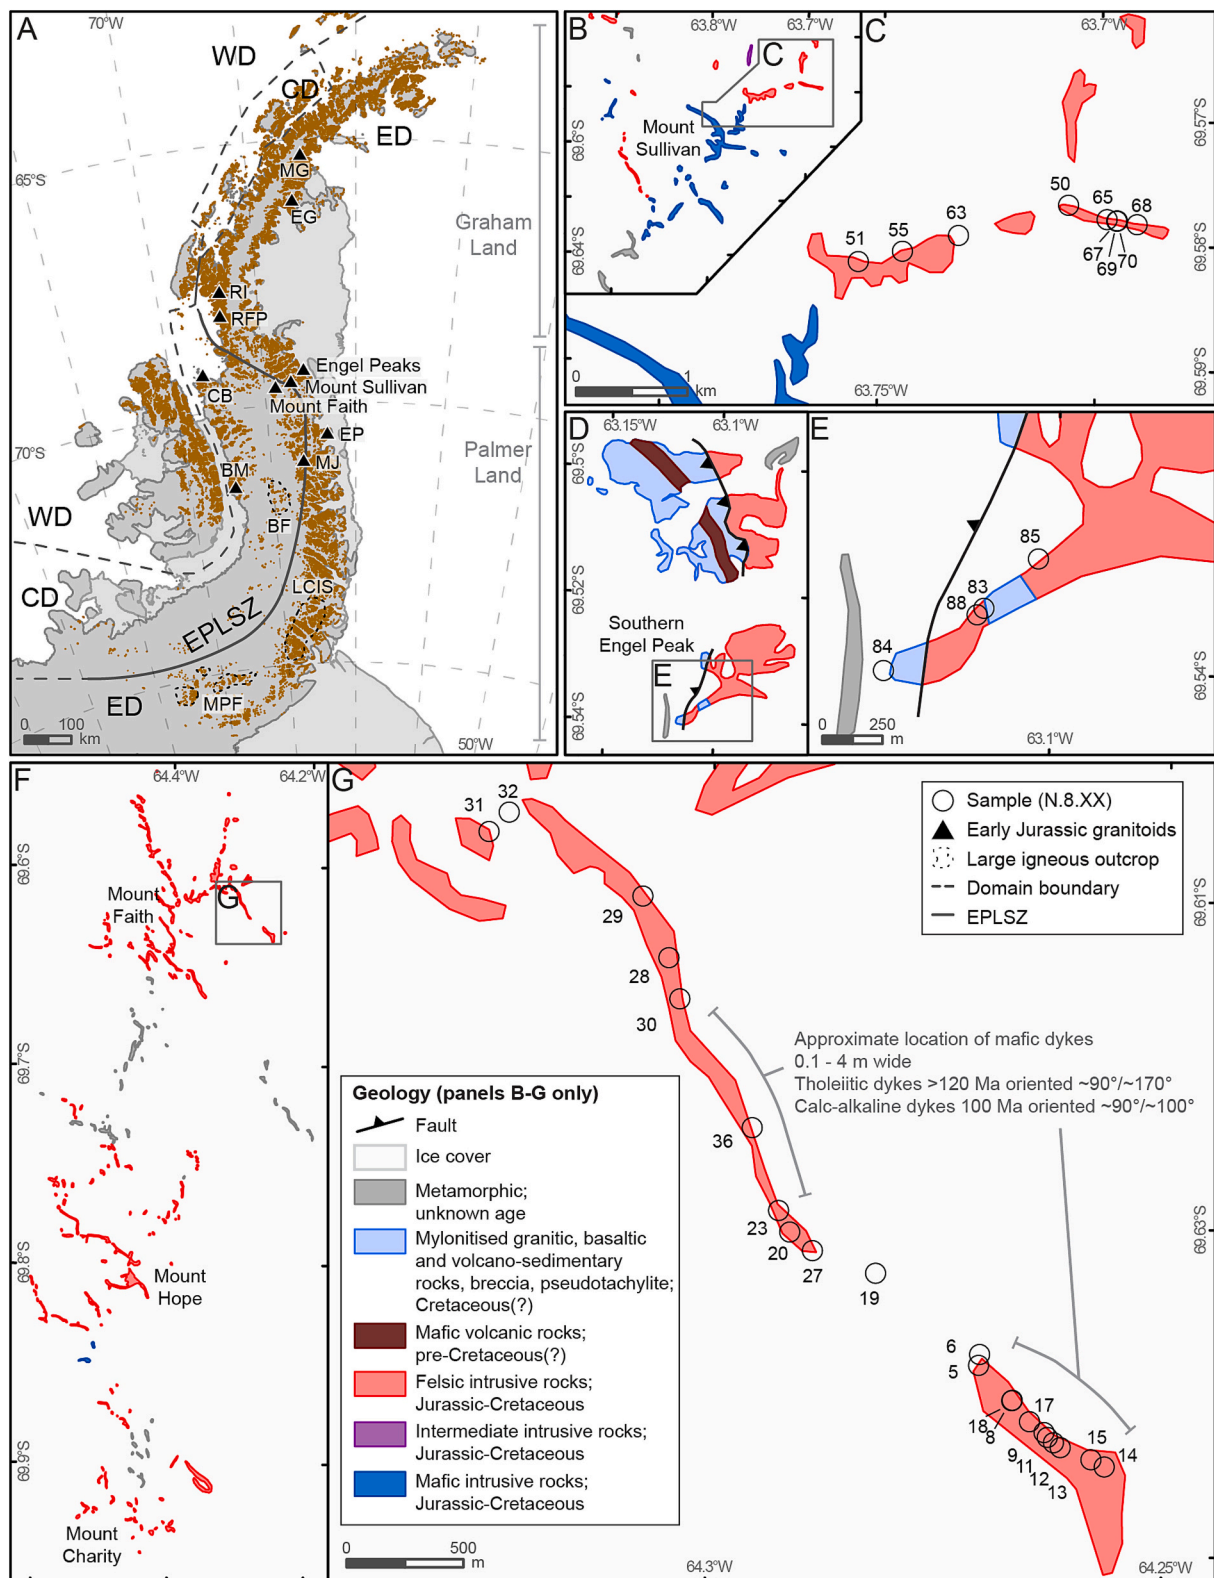 A
70°W
WD
CD
ED
MG
65°S
EG
Graham
Land
RI
RFP
Engel Peaks
Mount Sullivan
CB
Mount Faith
EP
70°S
Palmer
Land
BM
MJ
BF
WD
LCIS
CD
EPLSZ
ED
MPF
0 100
km
50°W
B
63.8°W
63.7°W
C
69.6°S
Mount
Sullivan
69.64°S
C
63.7°W
69.57°S
50
65
68
67
69
70
63
55
51
69.58°S
69.59°S
0 1
km
63.75°W
D
63.15°W
63.1°W
69.5°S
69.52°S
Southern
Engel Peak
E
69.54°S
E
85
83
88
84
69.54°S
0 250
m
63.1°W
F
64.4°W
64.2°W
69.6°S
Mount
Faith
G
69.7°S
69.8°S
Mount
Hope
69.9°S
Mount
Charity
G
31
32
29
28
30
36
23
20
27
19
6
5
18
8
17
9
11
12
13
15
14
Sample (N.8.XX)
Early Jurassic granitoids
Large igneous outcrop
Domain boundary
EPLSZ
69.61°S
Approximate location of mafic dykes
0.1 - 4 m wide
Tholeiitic dykes >120 Ma oriented ~90°/~170°
Calc-alkaline dykes 100 Ma oriented ~90°/~100°
69.63°S
Geology (panels B-G only)
Fault
Ice cover
Metamorphic;
unknown age
Mylonitised granitic, basaltic
and volcano-sedimentary
rocks, breccia, pseudotachylite;
Cretaceous(?)
Mafic volcanic rocks;
pre-Cretaceous(?)
Felsic intrusive rocks;
Jurassic-Cretaceous
Intermediate intrusive rocks;
Jurassic-Cretaceous
Mafic intrusive rocks;
Jurassic-Cretaceous
0 500
m
64.3°W
64.25°W